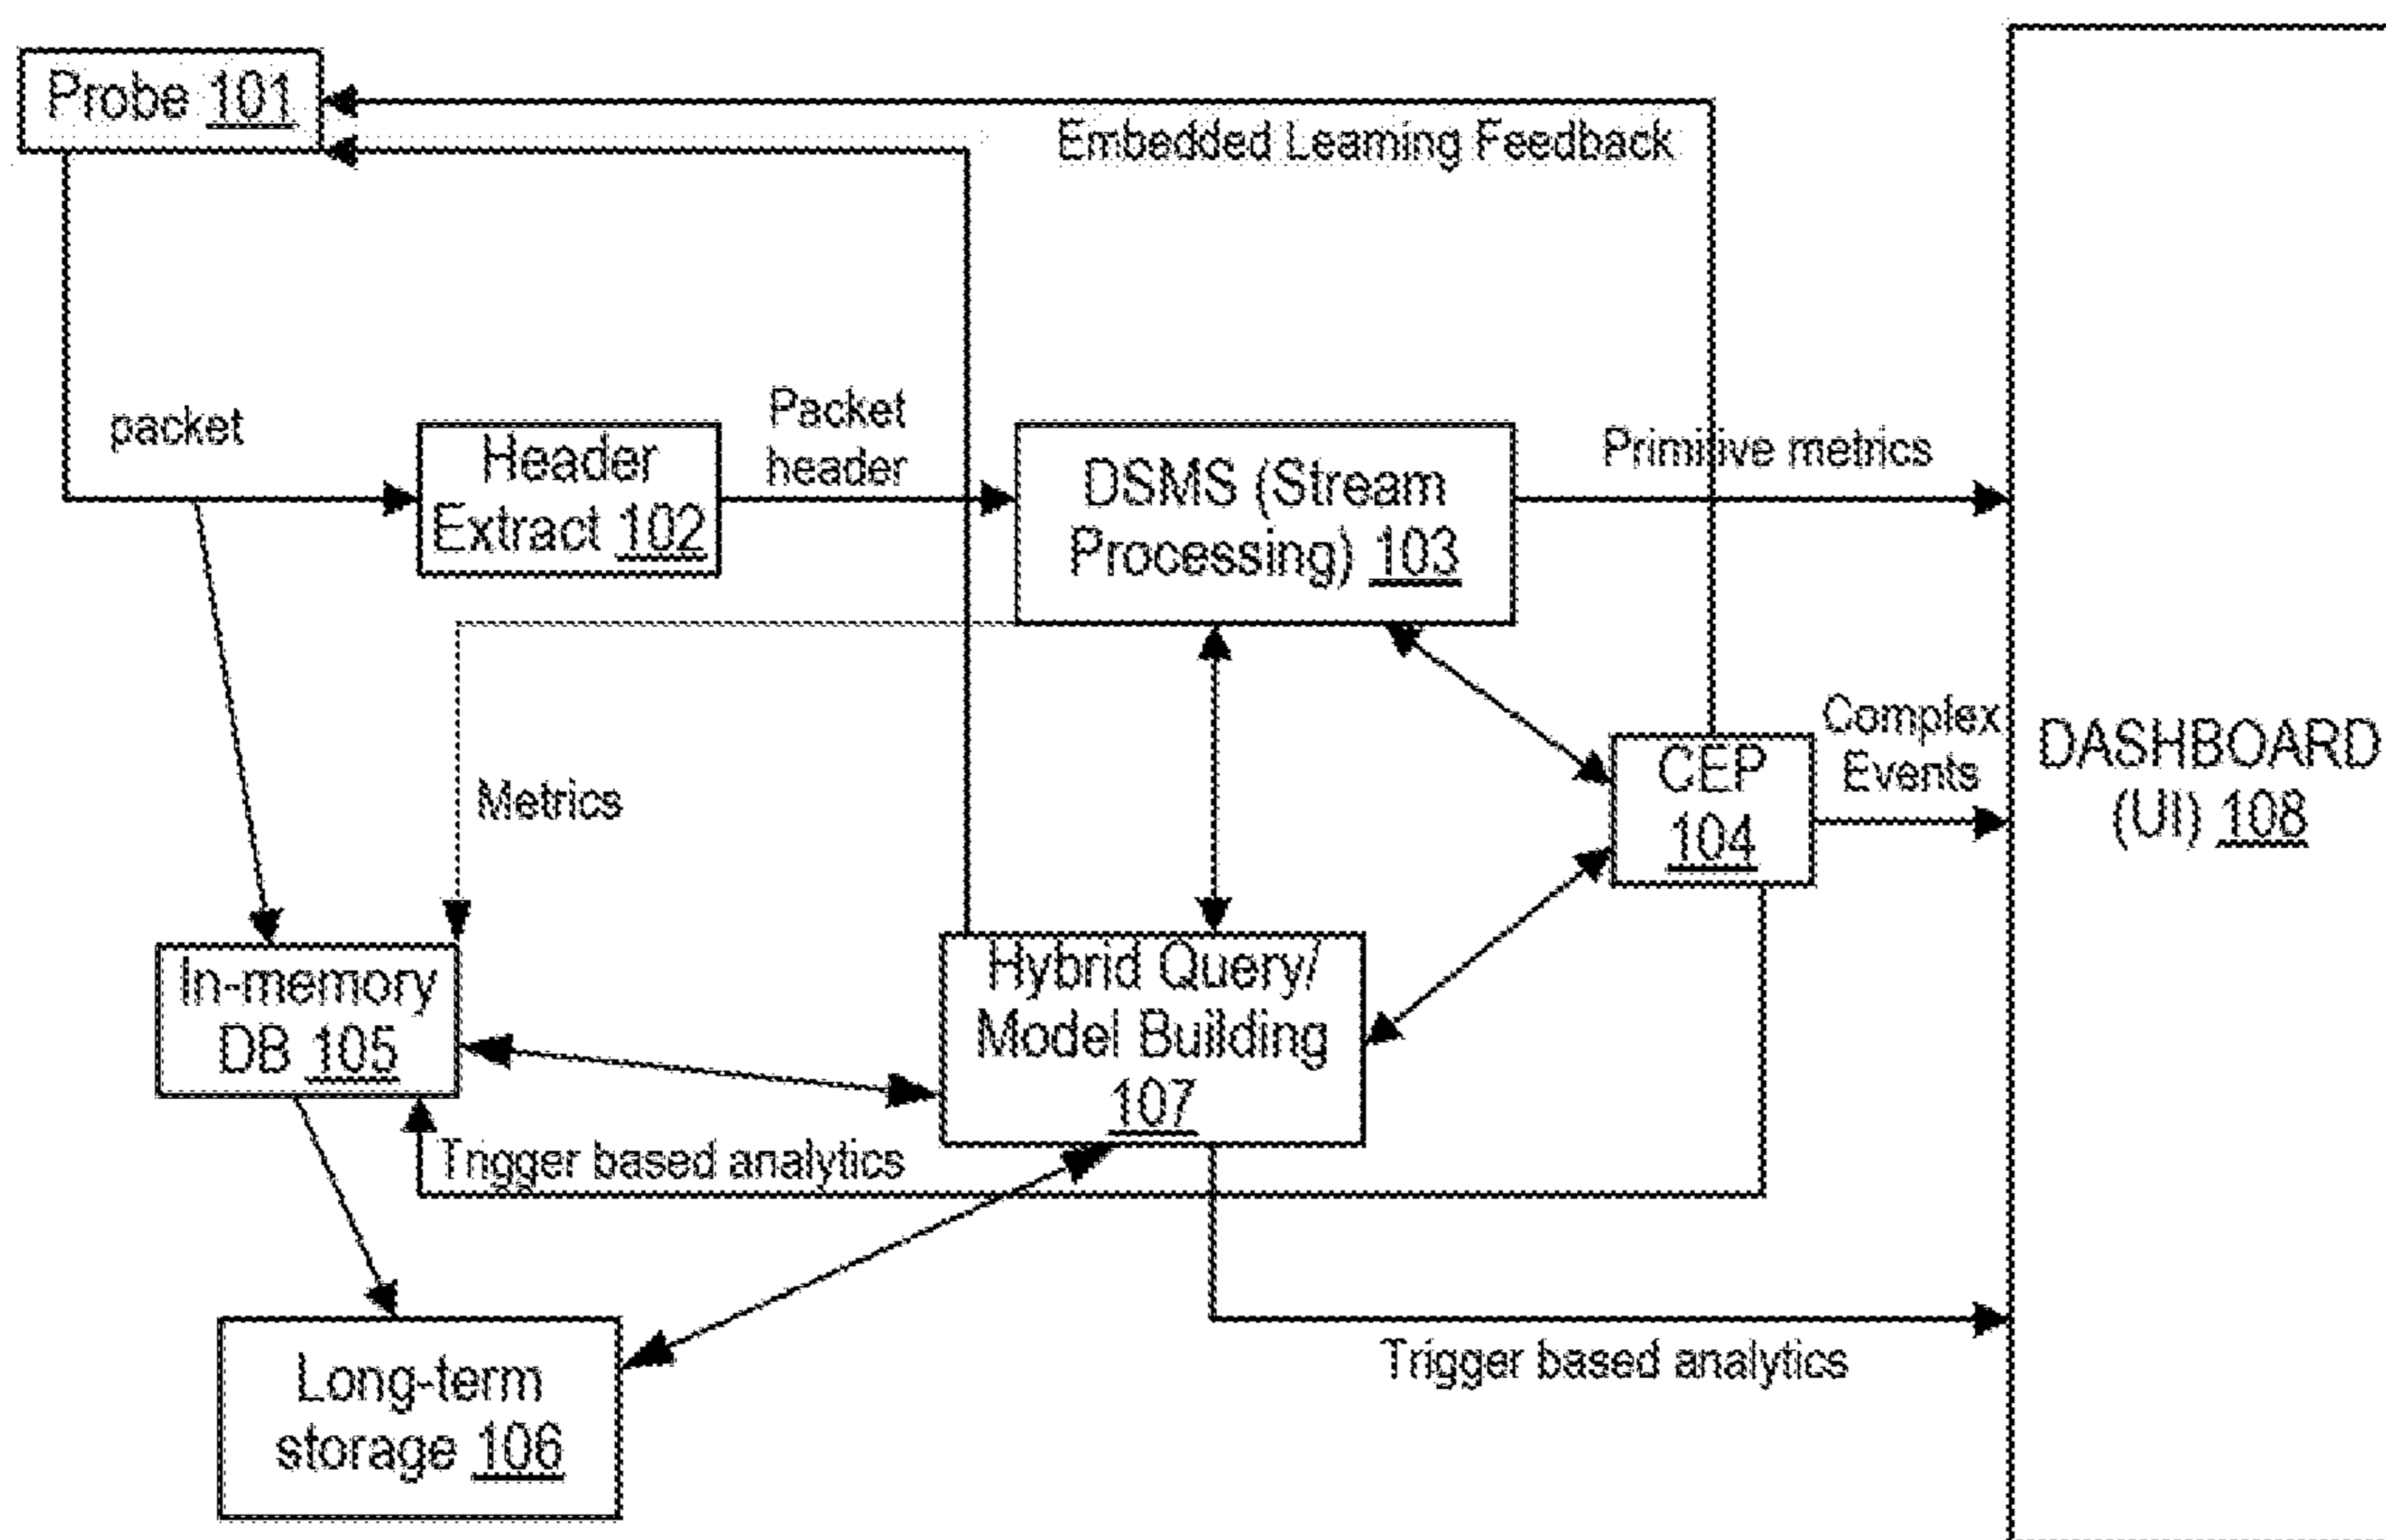 Probe 101
Embedded Learning Feedback
packet
Header
Extract 102
Packet
header
DSMS (Stream
Processing) 103
Primitive metrics
Metrics
CEP
104
Complex
Events
DASHBOARD
(UI) 108
In-memory
DB 105
Hybrid Query/
Model Building
107
Trigger based analytics
Long-term
storage 106
Trigger based analytics